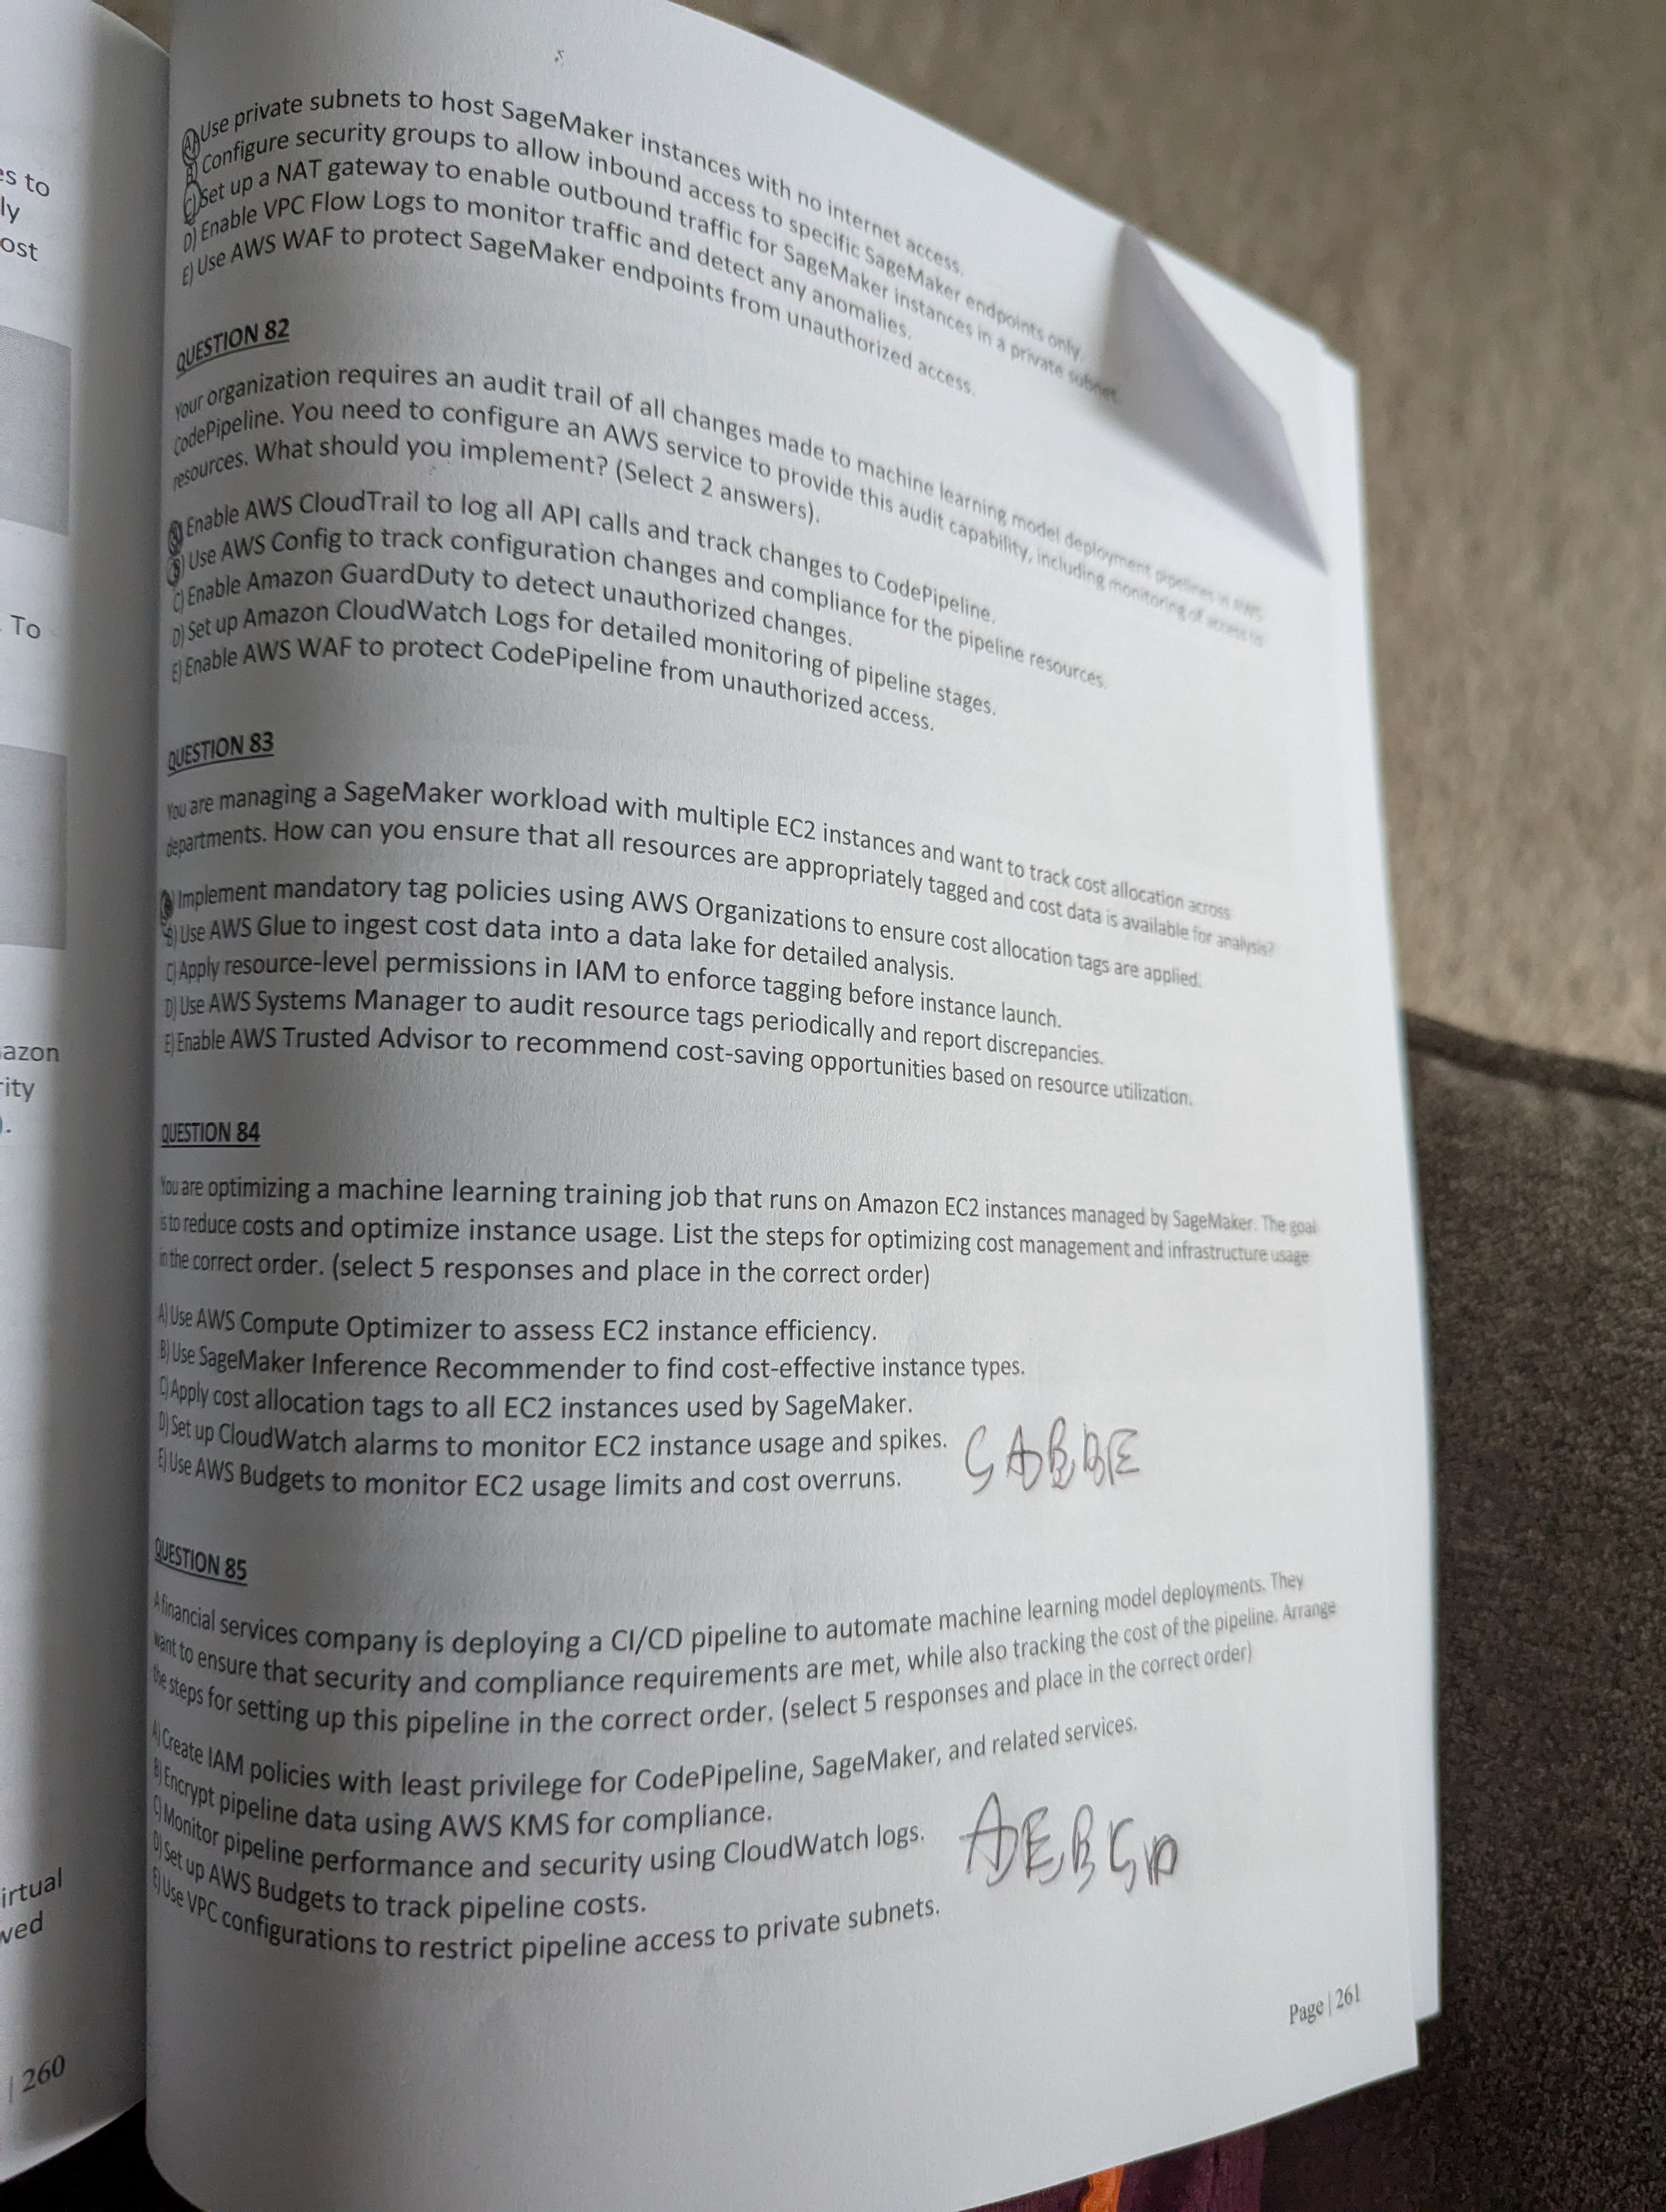 es to
ly
ost
To
azon
rity
).
irtual
wed
| 260
A) Use private subnets to host SageMaker instances with no internet access.
B) Configure security groups to allow inbound access to specific SageMaker endpoints only.
C) Set up a NAT gateway to enable outbound traffic for SageMaker instances in a private subnet.
D) Enable VPC Flow Logs to monitor traffic and detect any anomalies.
E) Use AWS WAF to protect SageMaker endpoints from unauthorized access.
QUESTION 82
Your organization requires an audit trail of all changes made to machine learning model deployment pipelines in AWS
CodePipeline. You need to configure an AWS service to provide this audit capability, including monitoring of access to
resources. What should you implement? (Select 2 answers).
A) Enable AWS CloudTrail to log all API calls and track changes to CodePipeline.
B) Use AWS Config to track configuration changes and compliance for the pipeline resources.
C) Enable Amazon GuardDuty to detect unauthorized changes.
D) Set up Amazon CloudWatch Logs for detailed monitoring of pipeline stages.
E) Enable AWS WAF to protect CodePipeline from unauthorized access.
QUESTION 83
You are managing a SageMaker workload with multiple EC2 instances and want to track cost allocation across
departments. How can you ensure that all resources are appropriately tagged and cost data is available for analysis?
A) Implement mandatory tag policies using AWS Organizations to ensure cost allocation tags are applied.
B) Use AWS Glue to ingest cost data into a data lake for detailed analysis.
C) Apply resource-level permissions in IAM to enforce tagging before instance launch.
D) Use AWS Systems Manager to audit resource tags periodically and report discrepancies.
E) Enable AWS Trusted Advisor to recommend cost-saving opportunities based on resource utilization.
QUESTION 84
You are optimizing a machine learning training job that runs on Amazon EC2 instances managed by SageMaker. The goal
is to reduce costs and optimize instance usage. List the steps for optimizing cost management and infrastructure usage
in the correct order. (select 5 responses and place in the correct order)
A) Use AWS Compute Optimizer to assess EC2 instance efficiency.
B) Use SageMaker Inference Recommender to find cost-effective instance types.
C) Apply cost allocation tags to all EC2 instances used by SageMaker.
D) Set up CloudWatch alarms to monitor EC2 instance usage and spikes.
E) Use AWS Budgets to monitor EC2 usage limits and cost overruns.
CABDE
QUESTION 85
A financial services company is deploying a CI/CD pipeline to automate machine learning model deployments. They
want to ensure that security and compliance requirements are met, while also tracking the cost of the pipeline. Arrange
the steps for setting up this pipeline in the correct order. (select 5 responses and place in the correct order)
A) Create IAM policies with least privilege for CodePipeline, SageMaker, and related services.
B) Encrypt pipeline data using AWS KMS for compliance.
C) Monitor pipeline performance and security using CloudWatch logs.
D) Set up AWS Budgets to track pipeline costs.
E) Use VPC configurations to restrict pipeline access to private subnets.
AEBCD
Page | 261